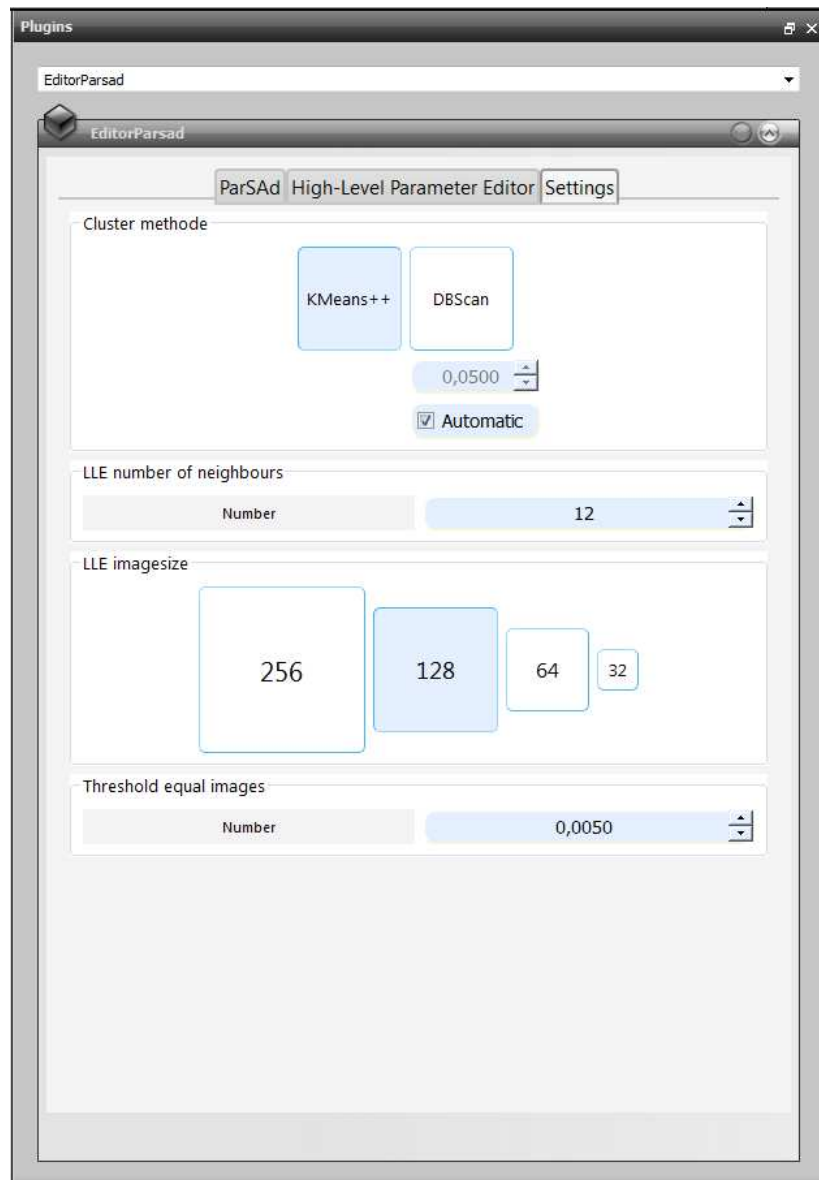 Plugins
EditorParsad
EditorParsad
ParSAd High-Level Parameter Editor Settings
Cluster methode
KMeans++ DBScan
0,0500
Automatic
LLE number of neighbours
Number 12
LLE imagesize
256 128 64 32
Threshold equal images
Number 0,0050